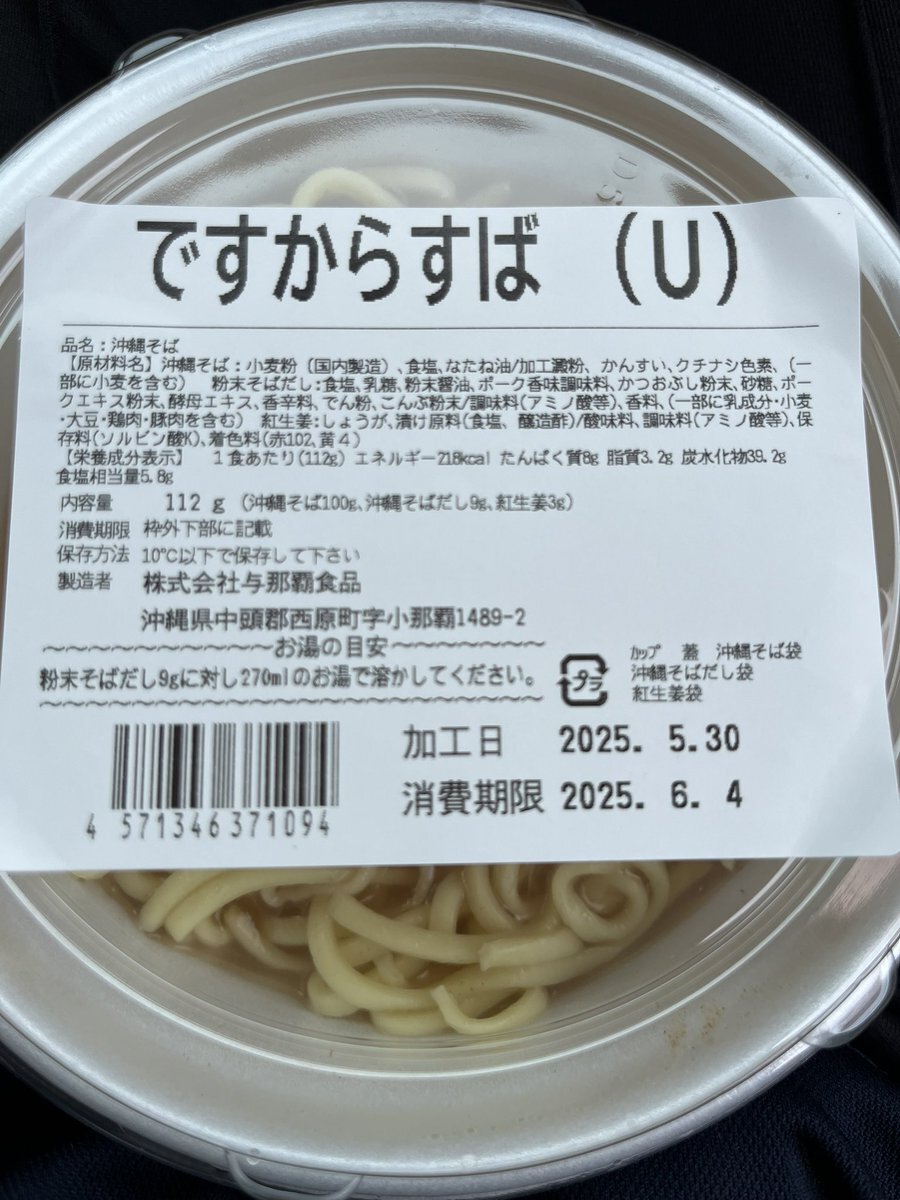 ですからすば (U)
品名:沖縄そば
【原材料名】沖縄そば:小麦粉(国内製造)、食塩、なたね油/加工澱粉、かんすい、クチナシ色素、(一
部に小麦を含む) 粉末そばだし:食塩、乳糖、粉末醤油、ポーク香味調味料、かつおぶし粉末、砂糖、ポー
クエキス粉末、酵母エキス、香辛料、でん粉、こんぶ粉末/調味料(アミノ酸等)、香料、(一部に乳成分・小麦
・大豆・鶏肉・豚肉を含む) 紅生姜:しょうが、漬け原料(食塩、醸造酢)/酸味料、調味料(アミノ酸等)、保
存料(ソルビン酸K)、着色料(赤102、黄4)
【栄養成分表示】 1食あたり(112g) エネルギー218kcal たんぱく質8g 脂質3.2g 炭水化物39.2g
食塩相当量5.8g
内容量 112g (沖縄そば100g、沖縄そばだし9g、紅生姜3g)
消費期限 枠外下部に記載
保存方法 10℃以下で保存して下さい
製造者 株式会社与那覇食品
沖縄県中頭郡西原町字小那覇1489-2
~~~~~~~~~~お湯の目安~~~~~~~~~~
粉末そばだし9gに対し270mlのお湯で溶かしてください。
プラ
カップ 蓋 沖縄そば袋
沖縄そばだし袋
紅生姜袋
加工日 2025. 5.30
消費期限 2025. 6. 4
4 571346 371094